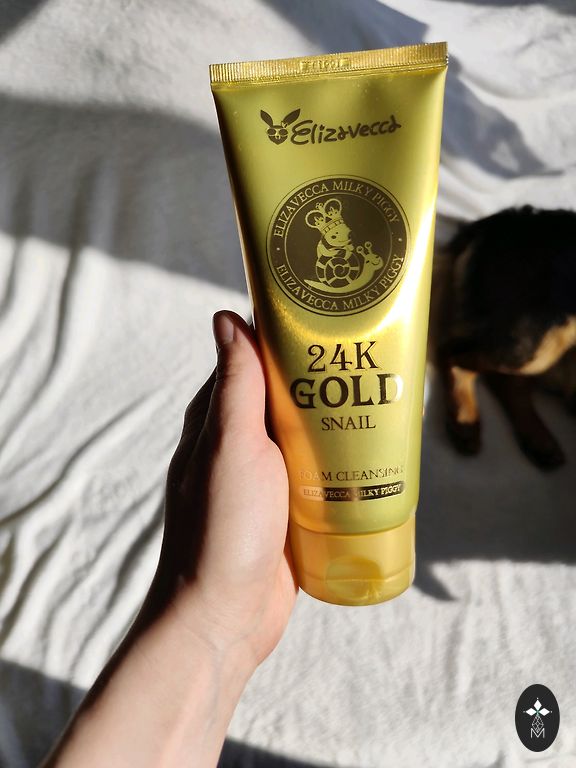 Elizavecca
ELIZAVECCA MILKY PIGGY
ELIZAVECCA MILKY PIGGY
24K
GOLD
SNAIL
FOAM CLEANSING
ELIZAVECCA MILKY PIGGY